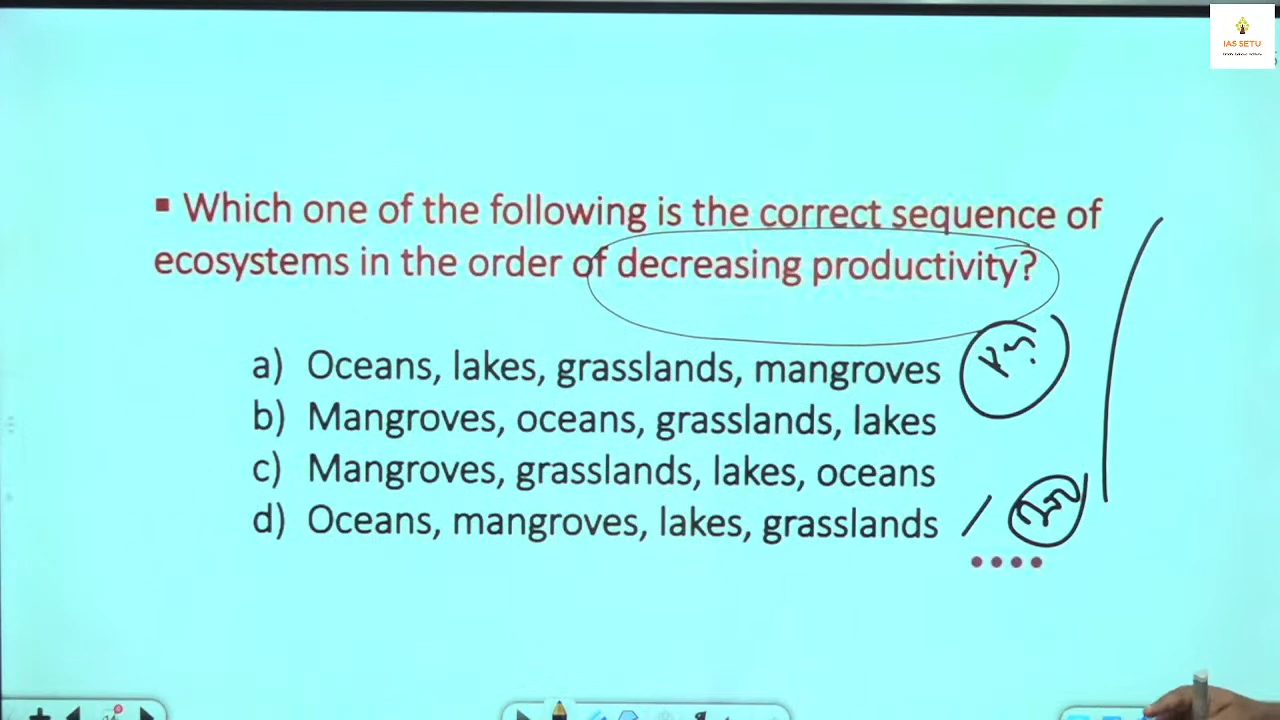 IAS SETU
▪ Which one of the following is the correct sequence of
ecosystems in the order of decreasing productivity?
a) Oceans, lakes, grasslands, mangroves
b) Mangroves, oceans, grasslands, lakes
c) Mangroves, grasslands, lakes, oceans
d) Oceans, mangroves, lakes, grasslands